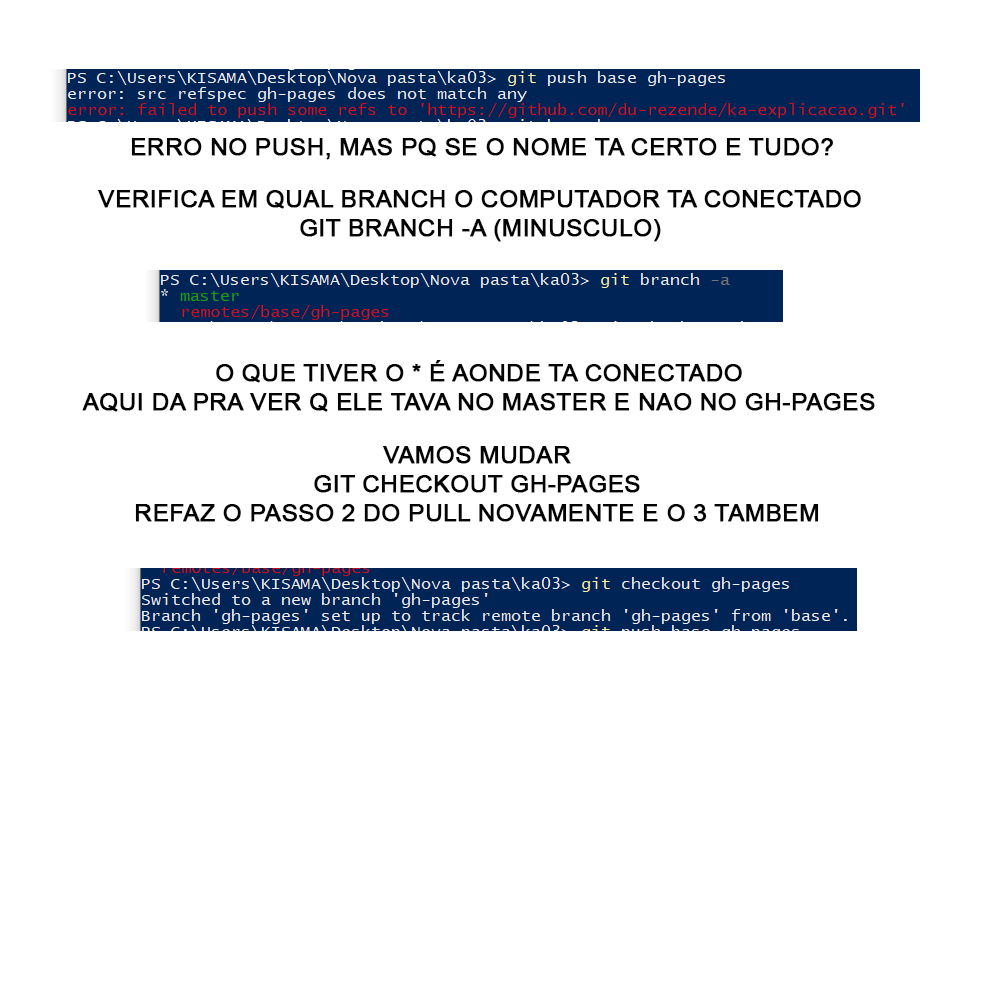 PS C:\Users\KISAMA\Desktop\Nova pasta\ka03> git push base gh-pages
error: src refspec gh-pages does not match any
error: failed to push some refs to 'https://github.com/du-rezende/ka-explicacao.git'
ERRO NO PUSH, MAS PQ SE O NOME TA CERTO E TUDO?
VERIFICA EM QUAL BRANCH O COMPUTADOR TA CONECTADO
GIT BRANCH -A (MINUSCULO)
PS C:\Users\KISAMA\Desktop\Nova pasta\ka03> git branch -a
* master
remotes/base/gh-pages
O QUE TIVER O * É AONDE TA CONECTADO
AQUI DA PRA VER Q ELE TAVA NO MASTER E NAO NO GH-PAGES
VAMOS MUDAR
GIT CHECKOUT GH-PAGES
REFAZ O PASSO 2 DO PULL NOVAMENTE E O 3 TAMBEM
remotes/base/gh-pages
PS C:\Users\KISAMA\Desktop\Nova pasta\ka03> git checkout gh-pages
Switched to a new branch 'gh-pages'
Branch 'gh-pages' set up to track remote branch 'gh-pages' from 'base'.
PS C:\Users\KISAMA\Desktop\Nova pasta\ka03> git push base gh-pages